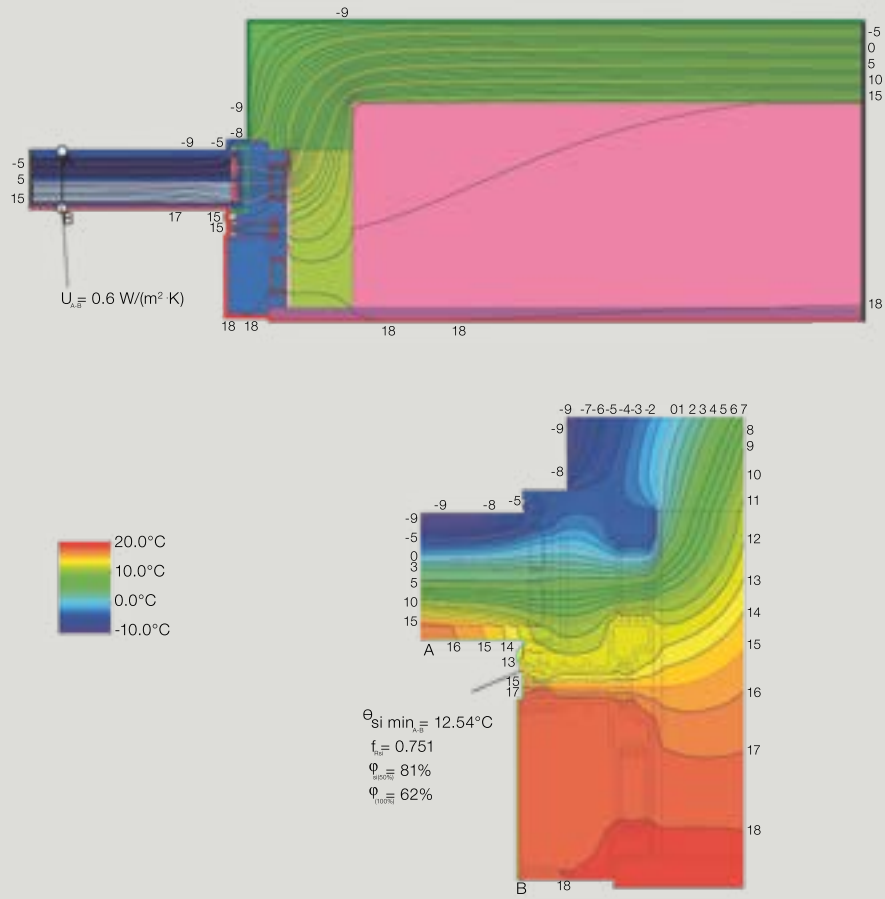 -9
-5
0
5
10
15
-9
-8
-9 -5
-5
5
15
17 15
15
U A-B = 0.6 W/(m²·K)
18 18 18 18
18
-9 -7 -6 -5 -4 -3 -2 0 1 2 3 4 5 6 7
-9
-8
8
9
10
11
12
13
14
15
16
17
18
-9 -8 -5
-9
-5
0
3
5
10
15
A 16 15 14
13
15
17
20.0°C
10.0°C
0.0°C
-10.0°C
θsi min A-B = 12.54°C
fRsi = 0.751
φsi(50%) = 81%
φ(100%) = 62%
B 18